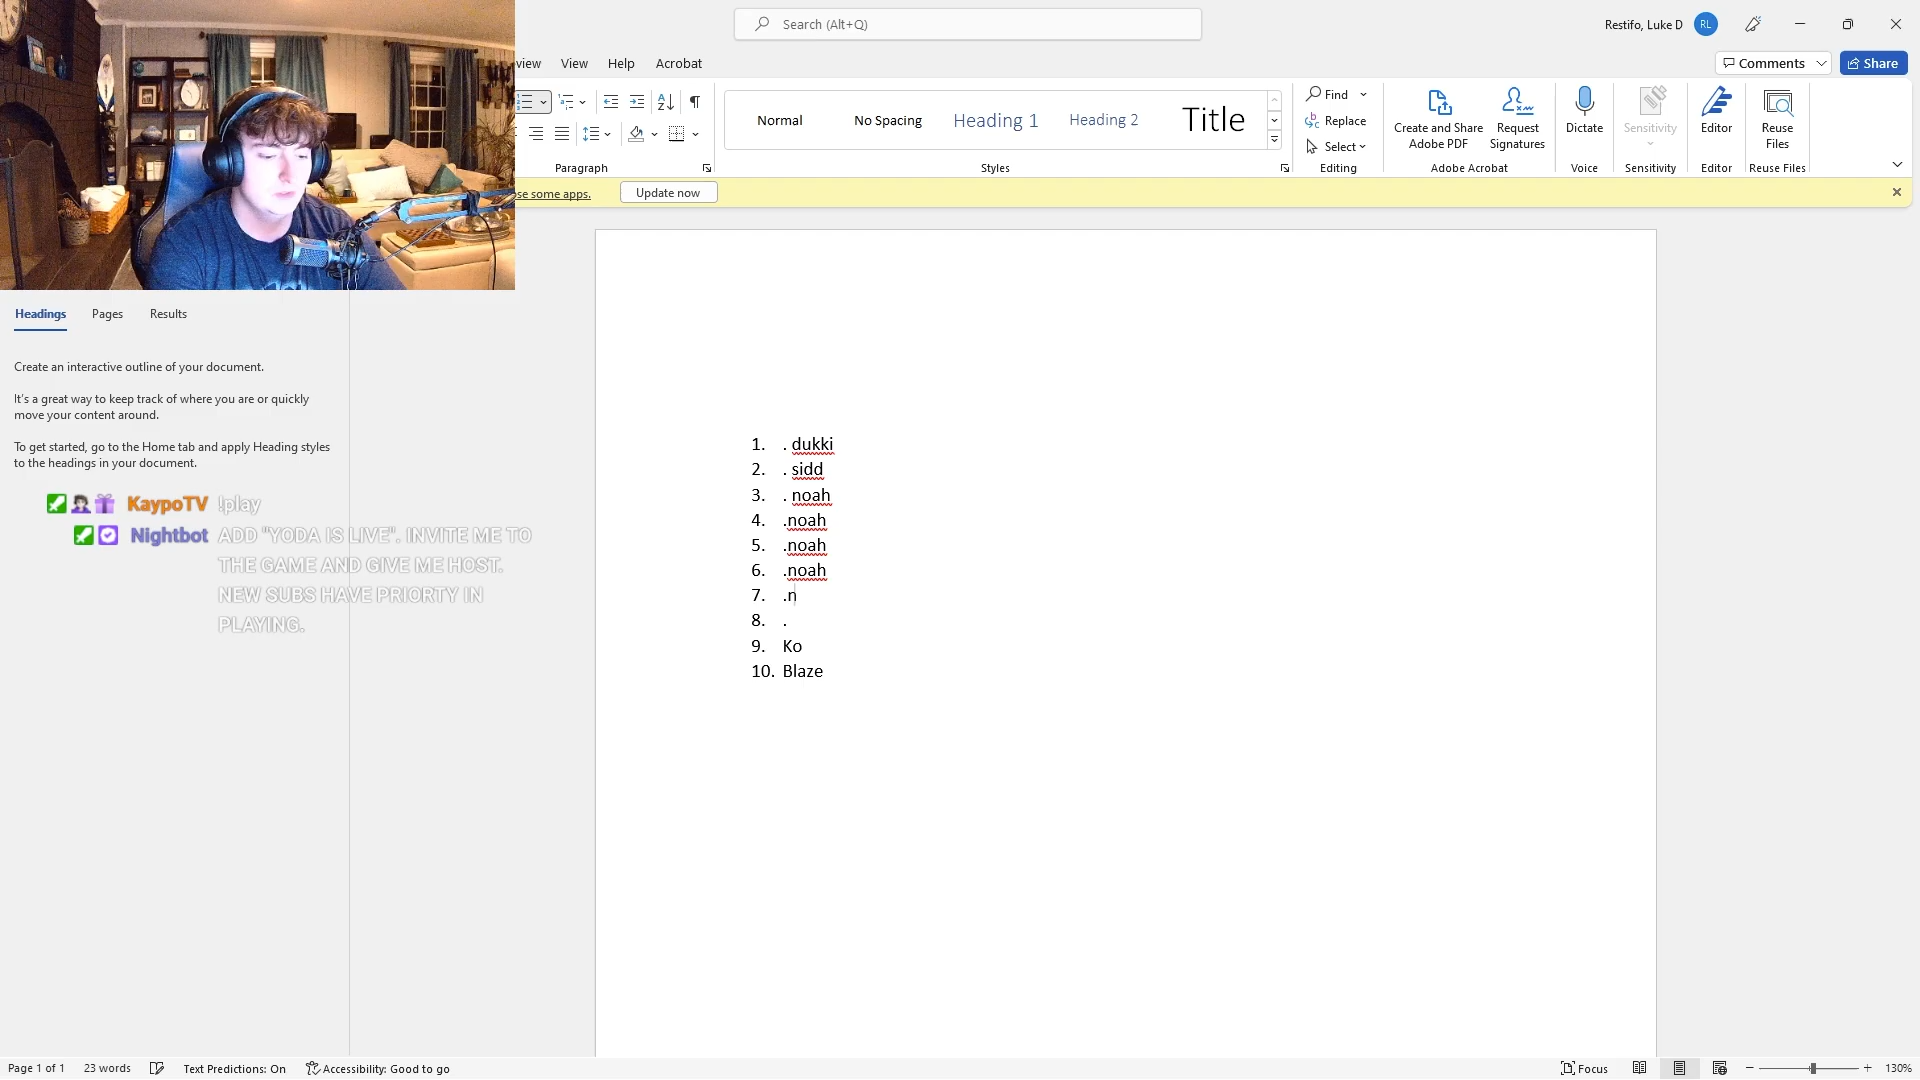 Search (Alt+Q)
Restifo, Luke D
RL
view
View
Help
Acrobat
Comments
Share
Normal
No Spacing
Heading 1
Heading 2
Title
Find
Replace
Select
Create and Share
Adobe PDF
Request
Signatures
Dictate
Sensitivity
Editor
Reuse
Files
Paragraph
Styles
Editing
Adobe Acrobat
Voice
Sensitivity
Editor
Reuse Files
se some apps.
Update now
Headings
Pages
Results
Create an interactive outline of your document.
It's a great way to keep track of where you are or quickly
move your content around.
To get started, go to the Home tab and apply Heading styles
to the headings in your document.
KaypoTV !play
Nightbot ADD "YODA IS LIVE". INVITE ME TO
THE GAME AND GIVE ME HOST.
NEW SUBS HAVE PRIORTY IN
PLAYING.
1. . dukki
2. . sidd
3. . noah
4. .noah
5. .noah
6. .noah
7. .n
8. .
9. Ko
10. Blaze
Page 1 of 1
23 words
Text Predictions: On
Accessibility: Good to go
Focus
130%